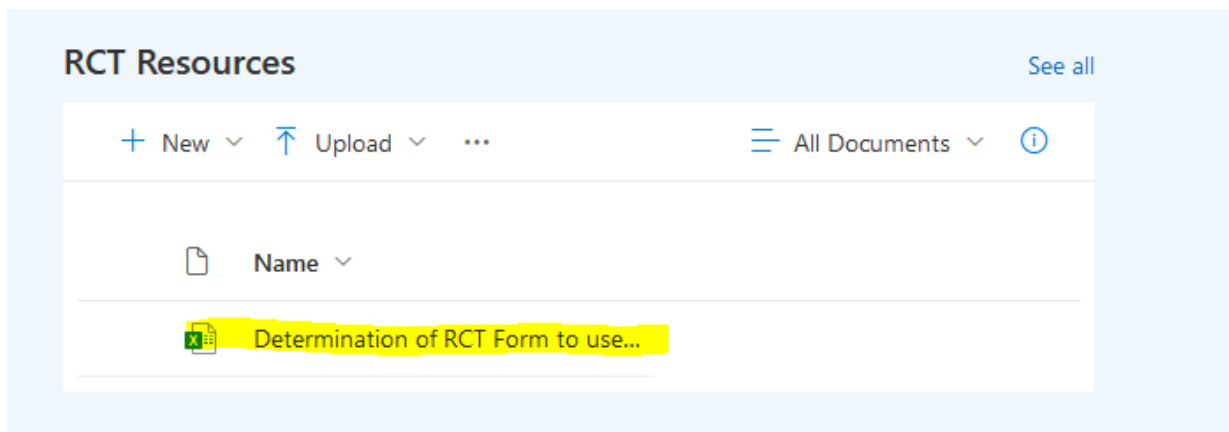 RCT Resources
See all
New Upload ... All Documents
Name
Determination of RCT Form to use...